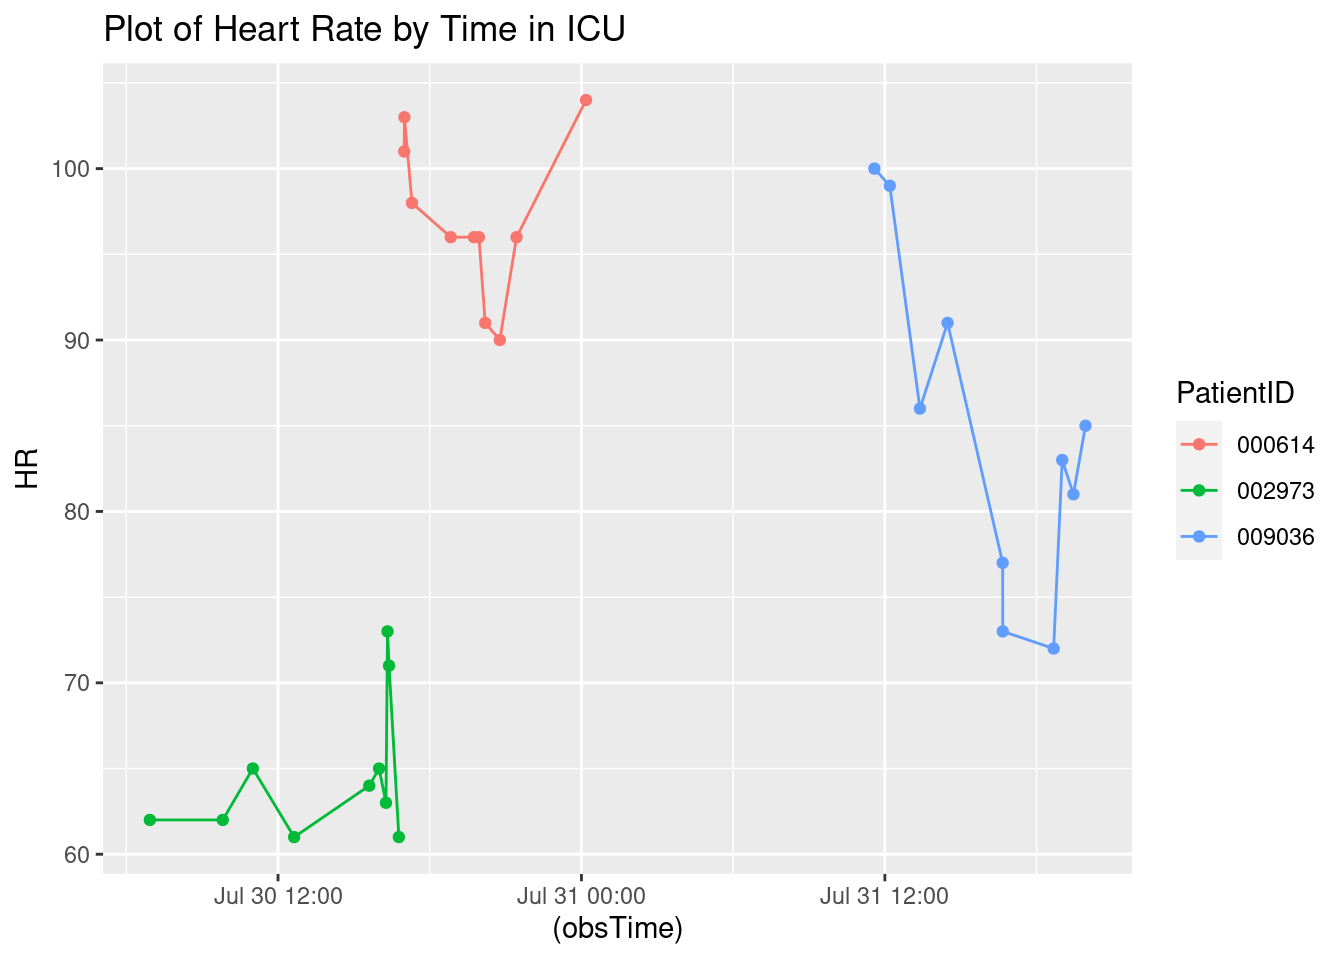 Plot of Heart Rate by Time in ICU
100
90
80
70
60
HR
Jul 30 12:00
Jul 31 00:00
Jul 31 12:00
(obsTime)
PatientID
000614
002973
009036